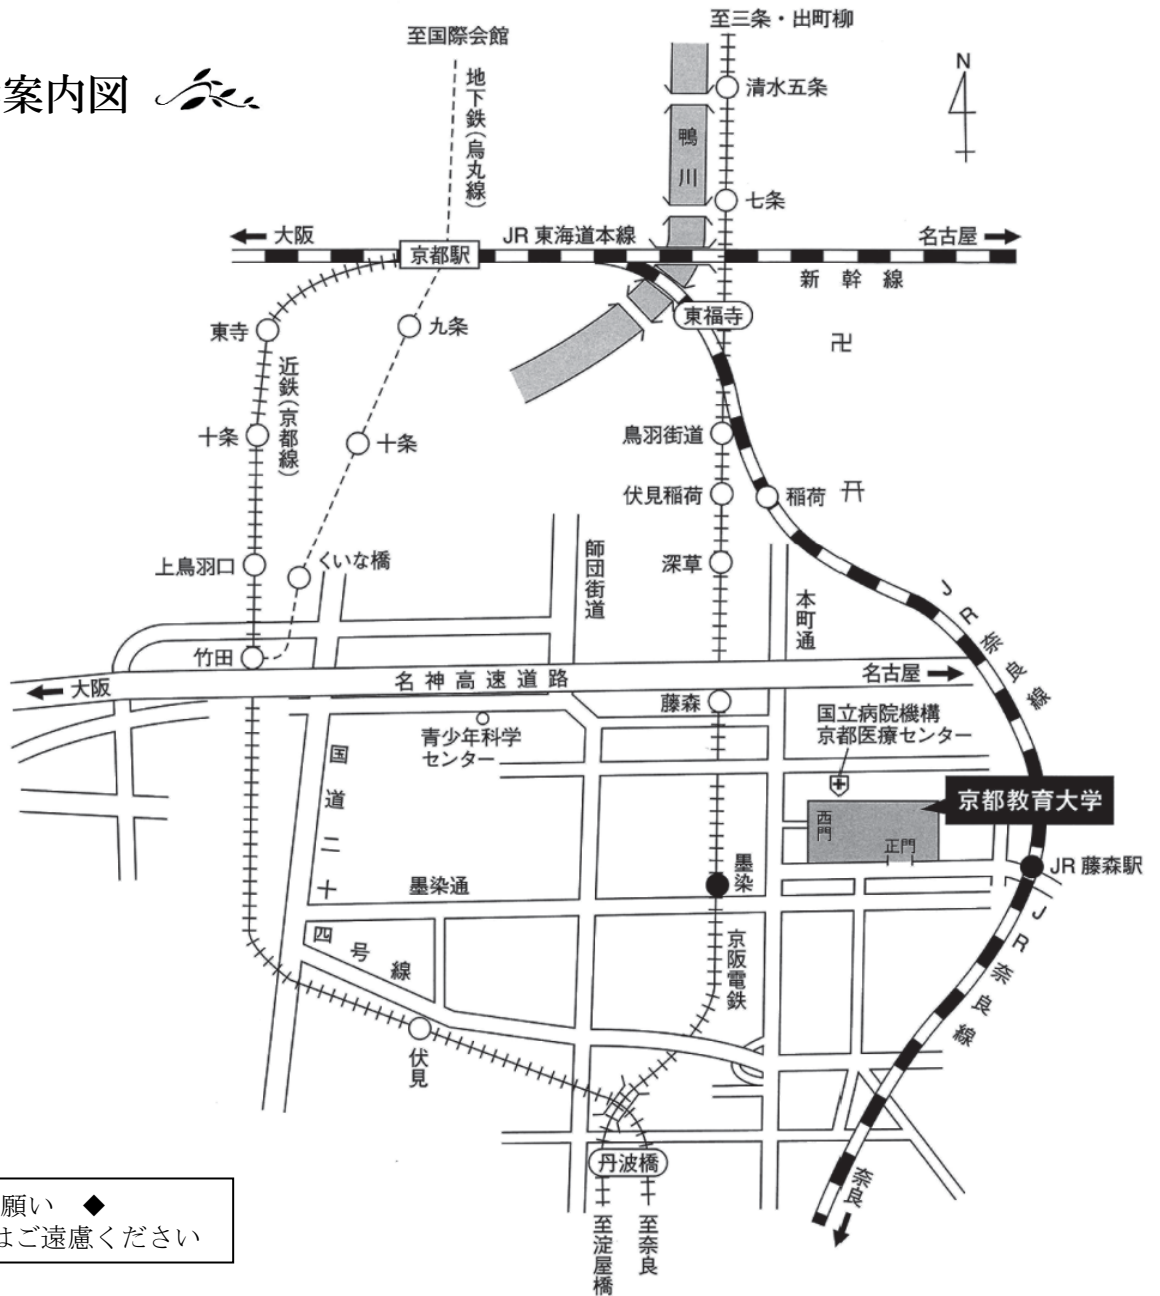 至三条・出町柳
至国際会館
N
案内図
地下鉄(烏丸線)
清水五条
鴨川
七条
大阪
JR 東海道本線
名古屋
京都駅
新幹線
東福寺
東寺
九条
卍
近鉄(京都線)
十条
十条
鳥羽街道
伏見稲荷
稲荷
上鳥羽口
くいな橋
師団街道
深草
本町通
JR奈良線
竹田
名神高速道路
名古屋
大阪
藤森
国立病院機構
京都医療センター
青少年科学
センター
国道二十四号線
京都教育大学
西門
正門
墨染
JR 藤森駅
墨染通
京阪電鉄
JR奈良線
伏見
丹波橋
奈良
願い ◆
はご遠慮ください
至淀屋橋
至奈良